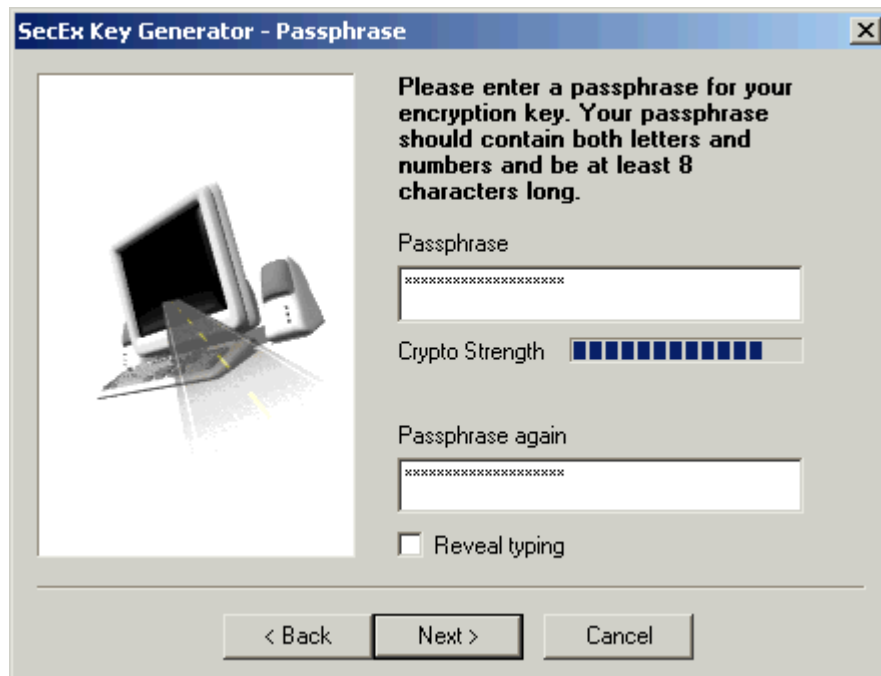 SecEx Key Generator - Passphrase
Please enter a passphrase for your
encryption key. Your passphrase
should contain both letters and
numbers and be at least 8
characters long.
Passphrase
********************
Crypto Strength
Passphrase again
********************
Reveal typing
< Back Next > Cancel